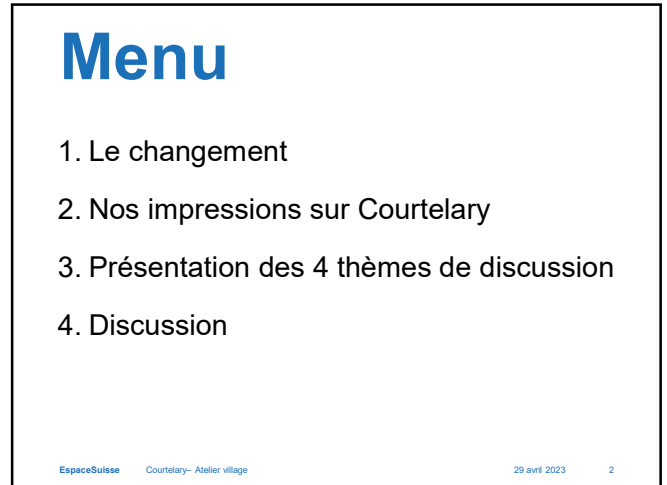 Menu
1. Le changement
2. Nos impressions sur Courtelary
3. Présentation des 4 thèmes de discussion
4. Discussion
EspaceSuisse Courtelary– Atelier village 29 avril 2023 2